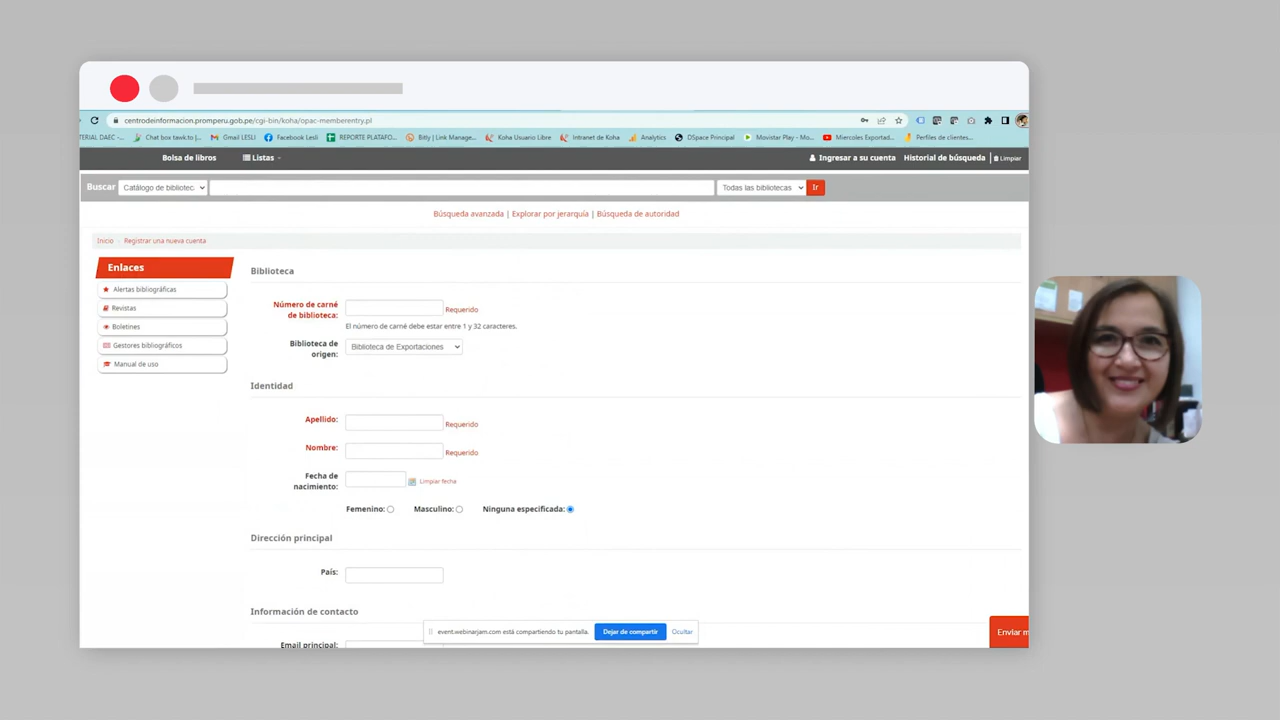 centrodeinformacion.promperu.gob.pe/cgi-bin/koha/opac-memberentry.pl
TERIAL DAEC -... Chat box tawk.to |... Gmail LESLI Facebook Lesli REPORTE PLATAFO... Bitly | Link Manage... Koha Usuario Libre Intranet de Koha Analytics DSpace Principal Movistar Play - Mo... Miercoles Exportad... Perfiles de clientes...
Bolsa de libros Listas Ingresar a su cuenta Historial de búsqueda | Limpiar
Buscar Catálogo de bibliotec Todas las bibliotecas Ir
Búsqueda avanzada | Explorar por jerarquía | Búsqueda de autoridad
Inicio Registrar una nueva cuenta
Enlaces
Alertas bibliográficas
Revistas
Boletines
Gestores bibliográficos
Manual de uso
Biblioteca
Número de carné
de biblioteca: Requerido
El número de carné debe estar entre 1 y 32 caracteres.
Biblioteca de
origen: Biblioteca de Exportaciones
Identidad
Apellido: Requerido
Nombre: Requerido
Fecha de
nacimiento: Limpiar fecha
Femenino: Masculino: Ninguna especificada:
Dirección principal
País:
Información de contacto
event.webinarjam.com está compartiendo tu pantalla. Dejar de compartir Ocultar
Enviar m
Email principal: